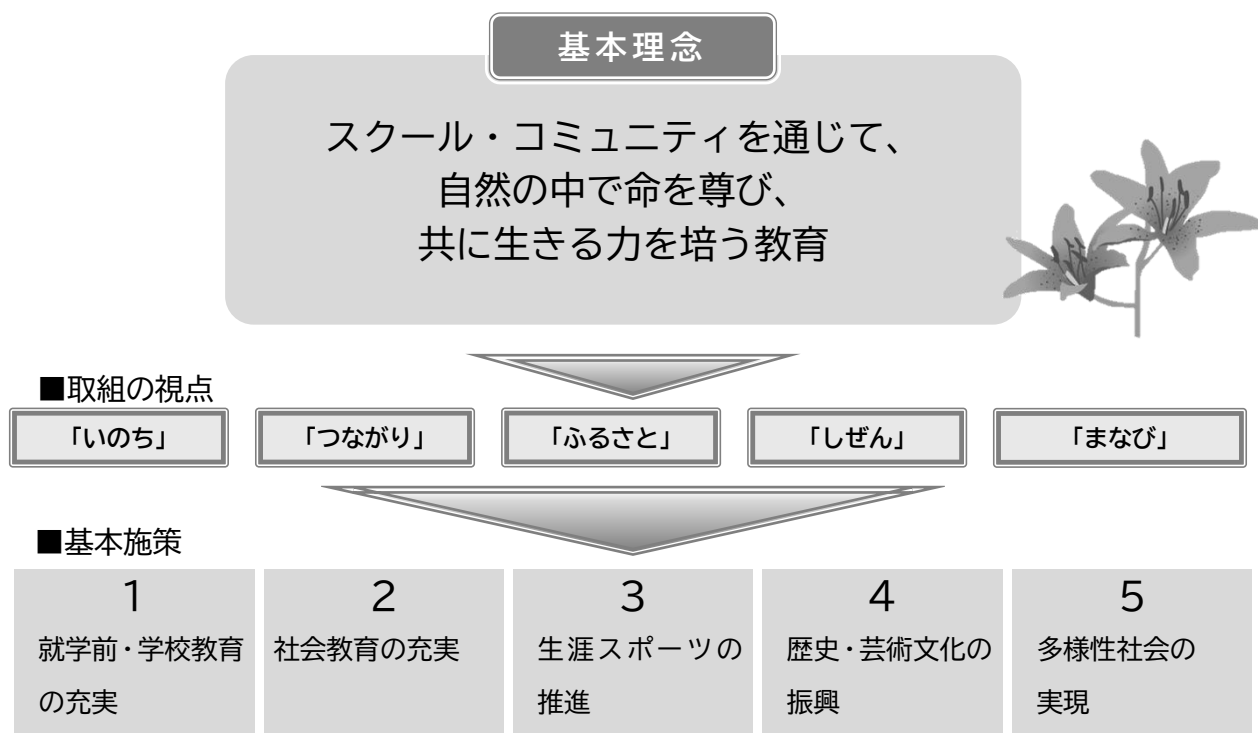 基本理念
スクール・コミュニティを通じて、
自然の中で命を尊び、
共に生きる力を培う教育
■取組の視点
「いのち」
「つながり」
「ふるさと」
「しぜん」
「まなび」
■基本施策
1
就学前・学校教育
の充実
2
社会教育の充実
3
生涯スポーツの
推進
4
歴史・芸術文化の
振興
5
多様性社会の
実現